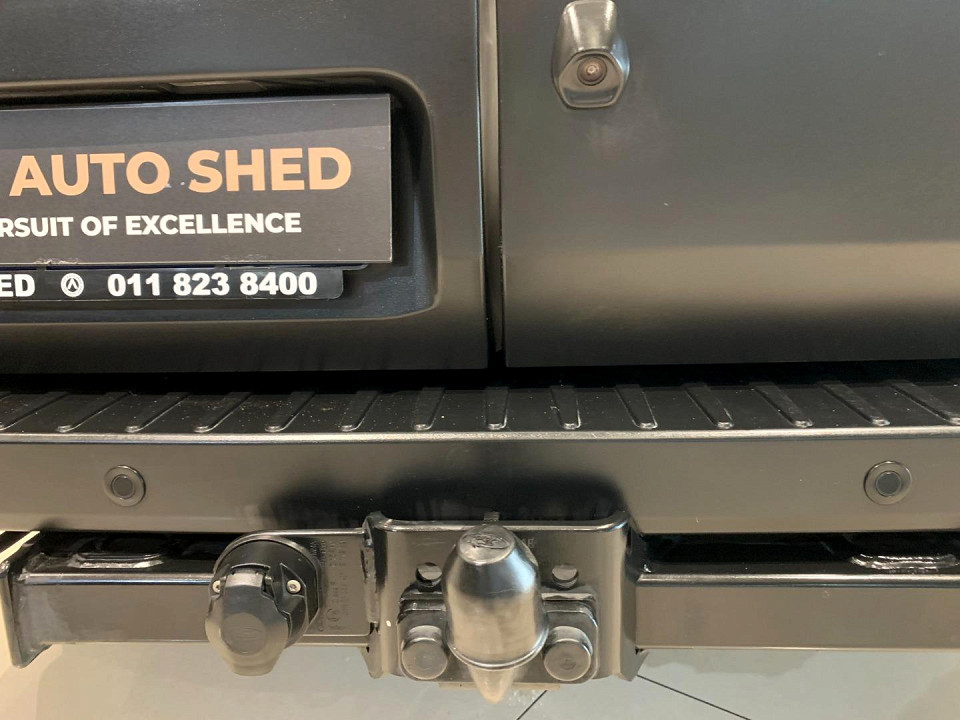 AUTO SHED
RSUIT OF EXCELLENCE
ED 011 823 8400